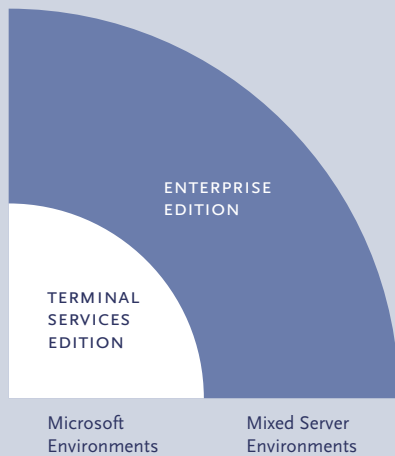 ENTERPRISE
EDITION
TERMINAL
SERVICES
EDITION
Microsoft
Environments
Mixed Server
Environments